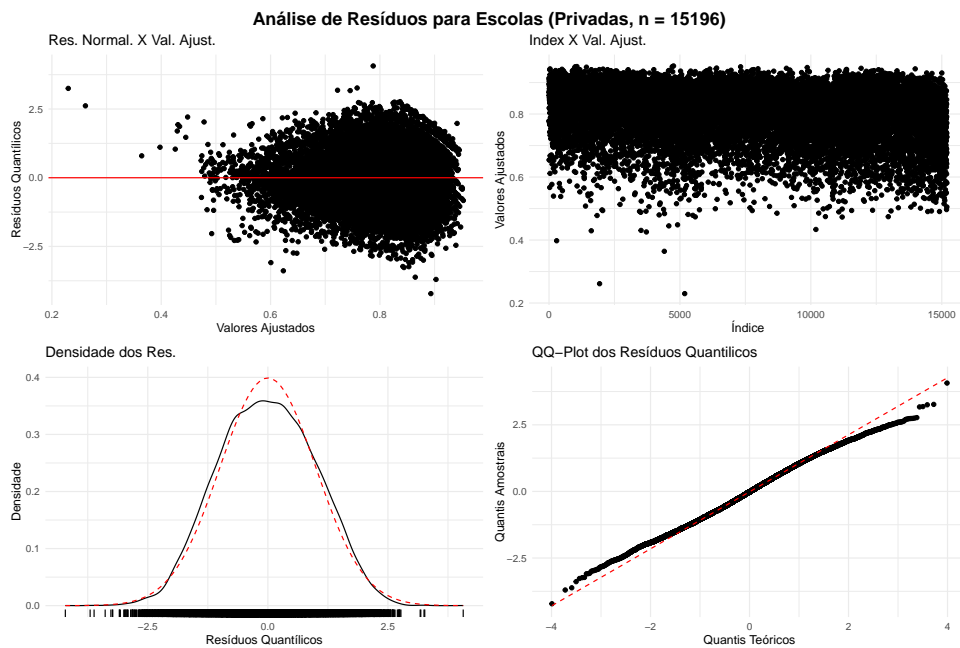 Análise de Resíduos para Escolas (Privadas, n = 15196)
Res. Normal. X Val. Ajust.
Resíduos Quantílicos
2.5
0.0
−2.5
0.2 0.4 0.6 0.8
Valores Ajustados
Index X Val. Ajust.
Valores Ajustados
0.8
0.6
0.4
0.2
0 5000 10000 15000
Índice
Densidade dos Res.
Densidade
0.4
0.3
0.2
0.1
0.0
−2.5 0.0 2.5
Resíduos Quantílicos
QQ−Plot dos Resíduos Quantilicos
Quantis Amostrais
2.5
0.0
−2.5
−4 −2 0 2 4
Quantis Teóricos